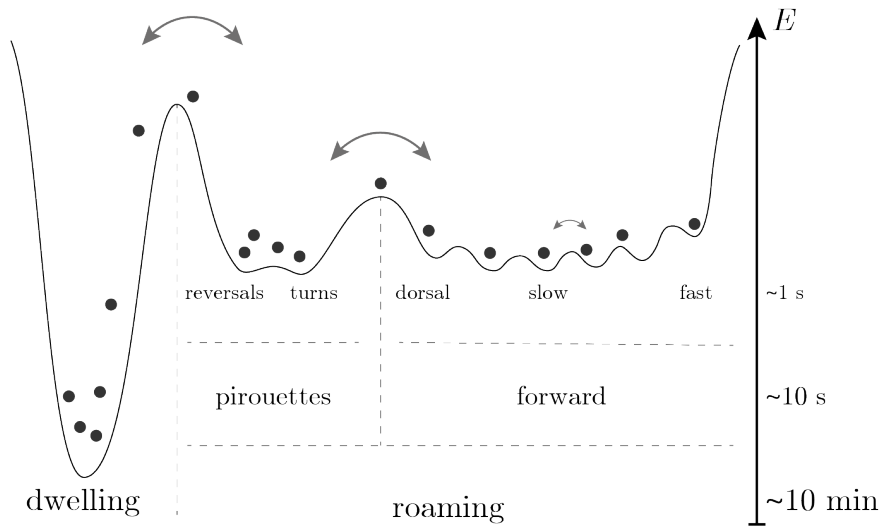 E
reversals turns dorsal slow fast ~1 s
pirouettes forward ~10 s
dwelling roaming ~10 min